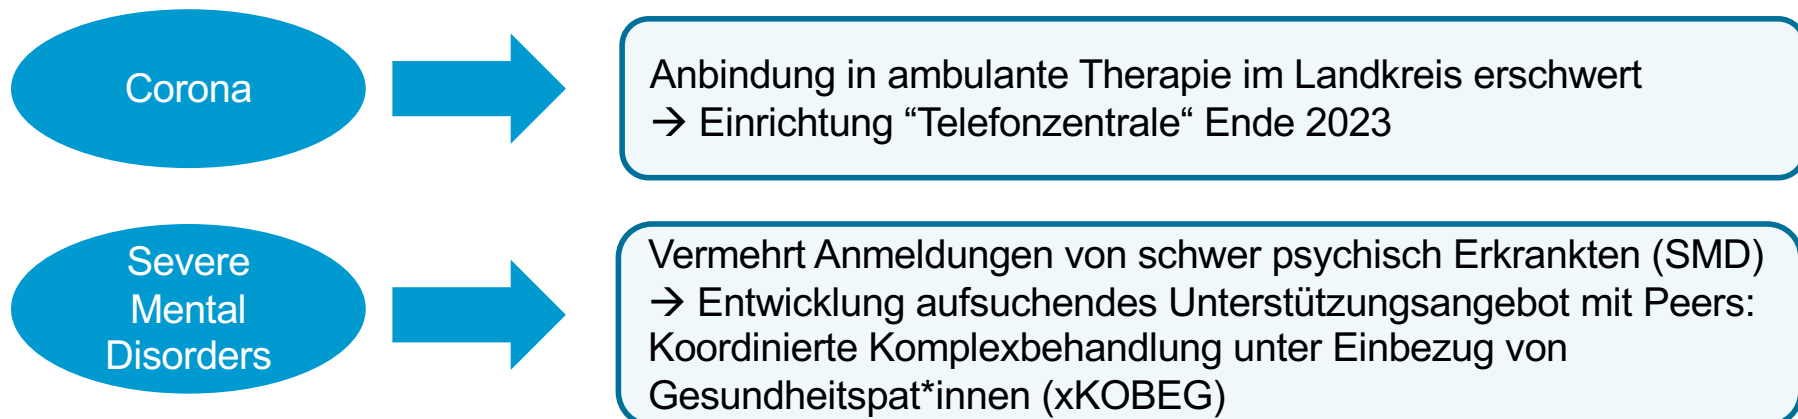 Corona
Anbindung in ambulante Therapie im Landkreis erschwert
→ Einrichtung “Telefonzentrale“ Ende 2023
Severe
Mental
Disorders
Vermehrt Anmeldungen von schwer psychisch Erkrankten (SMD)
→ Entwicklung aufsuchendes Unterstützungsangebot mit Peers:
Koordinierte Komplexbehandlung unter Einbezug von
Gesundheitspat*innen (xKOBEG)